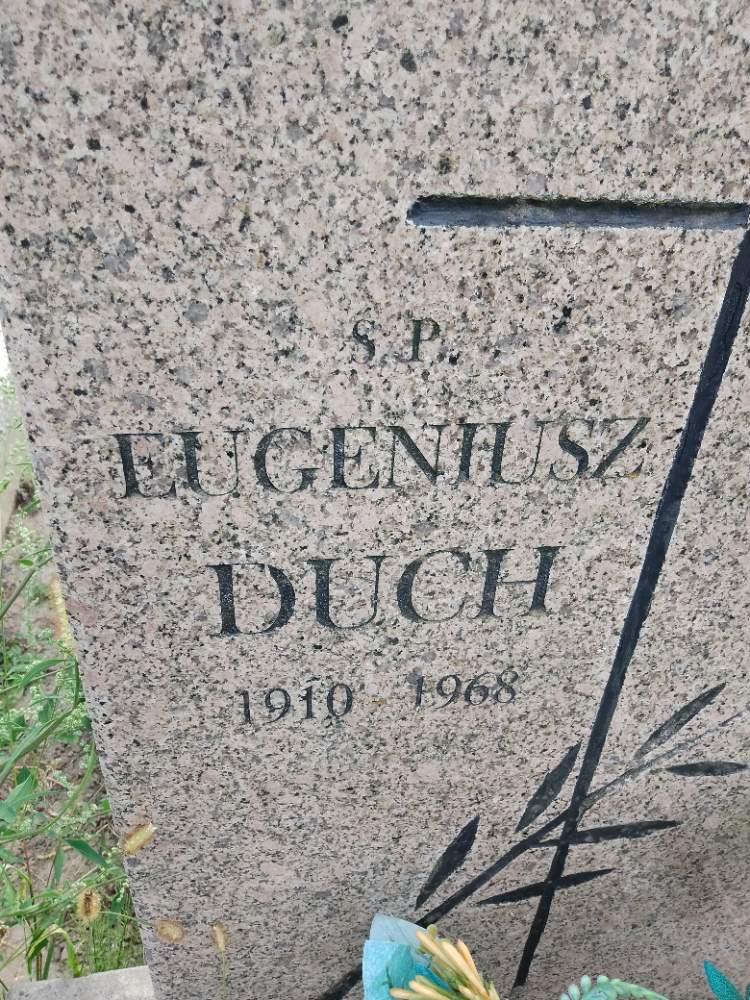 S.P.
EUGENIUSZ
DUCH
1910 - 1968